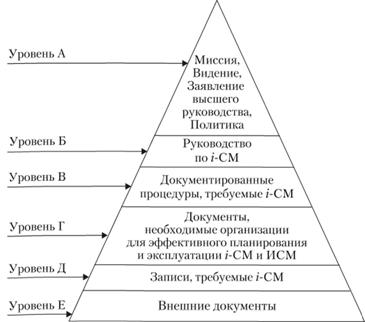 Уровень А
Миссия,
Видение,
Заявление
высшего
руководства,
Политика
Уровень Б
Руководство
по i-СМ
Уровень В
Документированные
процедуры, требуемые i-СМ
Уровень Г
Документы,
необходимые организации
для эффективного планирования
и эксплуатации i-СМ и ИСМ
Уровень Д
Записи, требуемые i-СМ
Уровень Е
Внешние документы